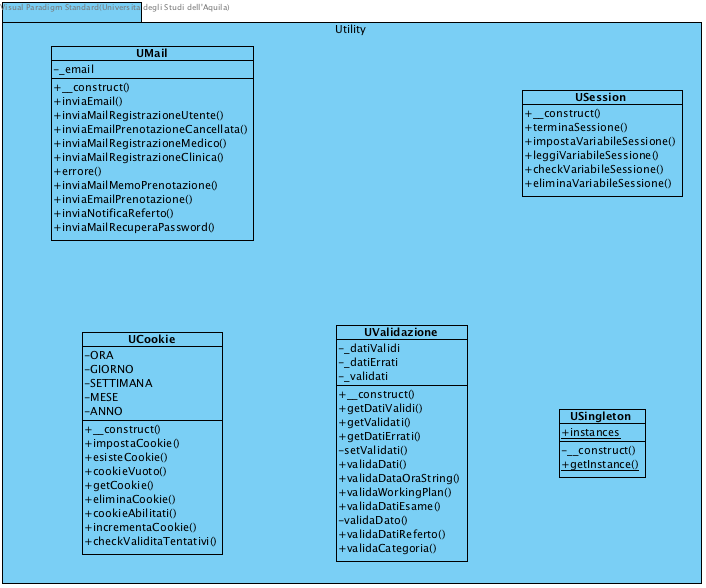 Visual Paradigm Standard(Università degli Studi dell'Aquila)
Utility
UMail
-_email
+__construct()
+inviaEmail()
+inviaMailRegistrazioneUtente()
+inviaEmailPrenotazioneCancellata()
+inviaMailRegistrazioneMedico()
+inviaMailRegistrazioneClinica()
+errore()
+inviaMailMemoPrenotazione()
+inviaEmailPrenotazione()
+inviaNotificaReferto()
+inviaMailRecuperaPassword()
USession
+__construct()
+terminaSessione()
+impostaVariabileSessione()
+leggiVariabileSessione()
+checkVariabileSessione()
+eliminaVariabileSessione()
UCookie
-ORA
-GIORNO
-SETTIMANA
-MESE
-ANNO
+__construct()
+impostaCookie()
+esisteCookie()
+cookieVuoto()
+getCookie()
+eliminaCookie()
+cookieAbilitati()
+incrementaCookie()
+checkValiditaTentativi()
UValidazione
-_datiValidi
-_datiErrati
-_validati
+__construct()
+getDatiValidi()
+getValidati()
+getDatiErrati()
-setValidati()
+validaDati()
+validaDataOraString()
+validaWorkingPlan()
+validaDatiEsame()
-validaDato()
+validaDatiReferto()
+validaCategoria()
USingleton
+instances
-__construct()
+getInstance()